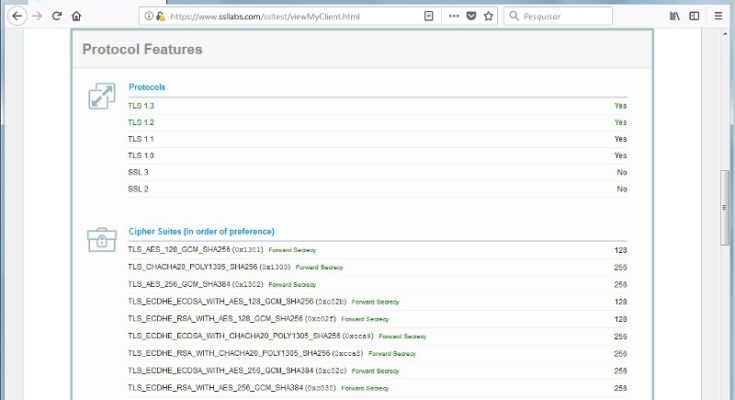 https://www.ssllabs.com/ssltest/viewMyClient.html
Pesquisar
Protocol Features
Protocols
TLS 1.3 Yes
TLS 1.2 Yes
TLS 1.1 Yes
TLS 1.0 Yes
SSL 3 No
SSL 2 No
Cipher Suites (in order of preference)
TLS_AES_128_GCM_SHA256 (0x1301) Forward Secrecy 128
TLS_CHACHA20_POLY1305_SHA256 (0x1303) Forward Secrecy 256
TLS_AES_256_GCM_SHA384 (0x1302) Forward Secrecy 256
TLS_ECDHE_ECDSA_WITH_AES_128_GCM_SHA256 (0xc02b) Forward Secrecy 128
TLS_ECDHE_RSA_WITH_AES_128_GCM_SHA256 (0xc02f) Forward Secrecy 128
TLS_ECDHE_ECDSA_WITH_CHACHA20_POLY1305_SHA256 (0xcca9) Forward Secrecy 256
TLS_ECDHE_RSA_WITH_CHACHA20_POLY1305_SHA256 (0xcca8) Forward Secrecy 256
TLS_ECDHE_ECDSA_WITH_AES_256_GCM_SHA384 (0xc02c) Forward Secrecy 256
TLS_ECDHE_RSA_WITH_AES_256_GCM_SHA384 (0xc030) Forward Secrecy 256